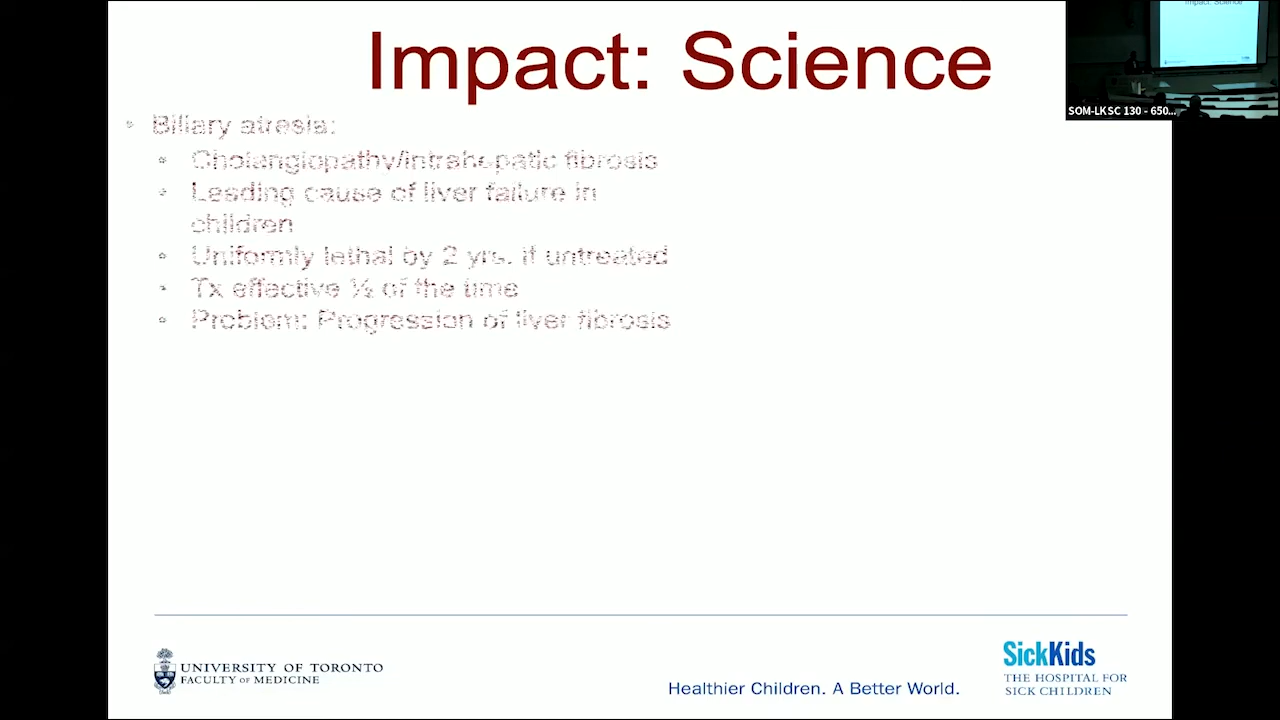 Impact: Science
Impact: Science
SOM-LKSC 130 - 650...
Biliary atresia:
Cholangiopathy/intrahepatic fibrosis
Leading cause of liver failure in
children
Uniformly lethal by 2 yrs. if untreated
Tx effective ½ of the time
Problem: Progression of liver fibrosis
UNIVERSITY OF TORONTO
FACULTY OF MEDICINE
Healthier Children. A Better World.
SickKids
THE HOSPITAL FOR
SICK CHILDREN